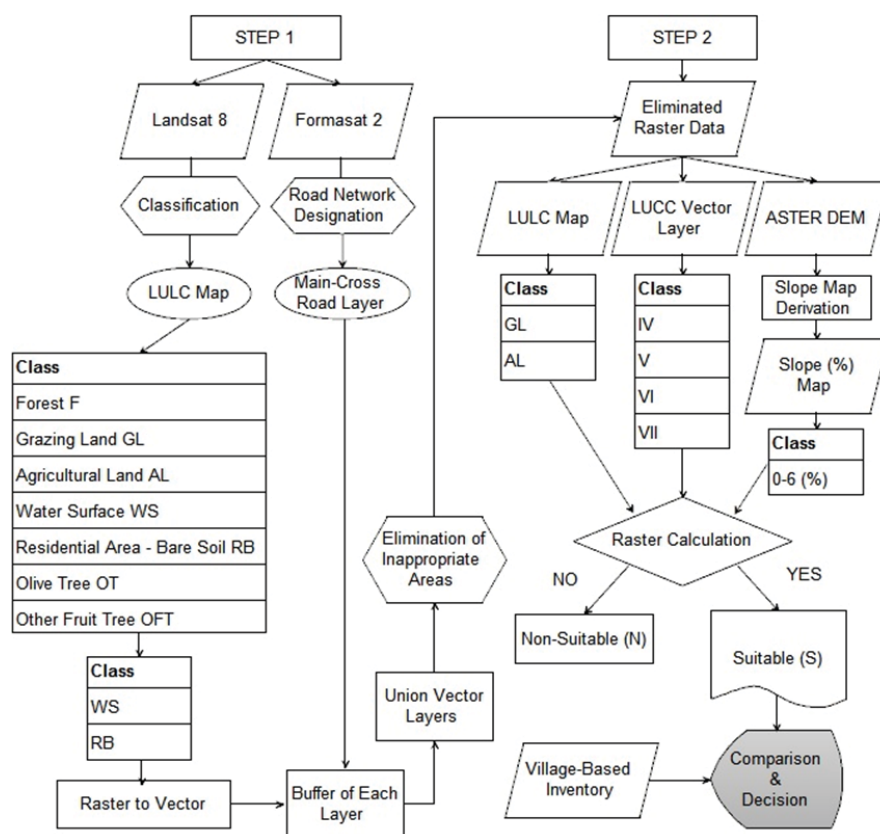 STEP 1
Landsat 8
Formasat 2
Classification
Road Network
Designation
LULC Map
Main-Cross
Road Layer
Class
Forest F
Grazing Land GL
Agricultural Land AL
Water Surface WS
Residential Area - Bare Soil RB
Olive Tree OT
Other Fruit Tree OFT
Class
WS
RB
Raster to Vector
Buffer of Each
Layer
Union Vector
Layers
Elimination of
Inappropriate
Areas
STEP 2
Eliminated
Raster Data
LULC Map
LUCC Vector
Layer
ASTER DEM
Class
GL
AL
Class
IV
V
VI
VII
Slope Map
Derivation
Slope (%)
Map
Class
0-6 (%)
Raster Calculation
NO
YES
Non-Suitable (N)
Suitable (S)
Village-Based
Inventory
Comparison
&
Decision